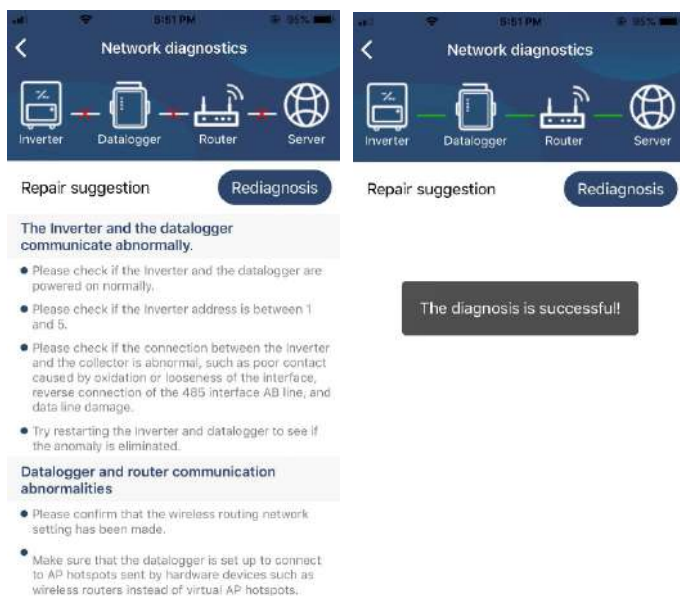 5:51 PM
95%
Network diagnostics
Inverter Datalogger Router Server
Repair suggestion
Rediagnosis
The Inverter and the datalogger
communicate abnormally.
Please check if the Inverter and the datalogger are
powered on normally.
Please check if the Inverter address is between 1
and 5.
Please check if the connection between the Inverter
and the collector is abnormal, such as poor contact
caused by oxidation or looseness of the interface,
reverse connection of the 485 interface AB line, and
data line damage.
Try restarting the Inverter and datalogger to see if
the anomaly is eliminated.
Datalogger and router communication
abnormalities
Please confirm that the wireless routing network
setting has been made.
Make sure that the datalogger is set up to connect
to AP hotspots sent by hardware devices such as
wireless routers instead of virtual AP hotspots.
5:51 PM
95%
Network diagnostics
Inverter Datalogger Router Server
Repair suggestion
Rediagnosis
The diagnosis is successful!